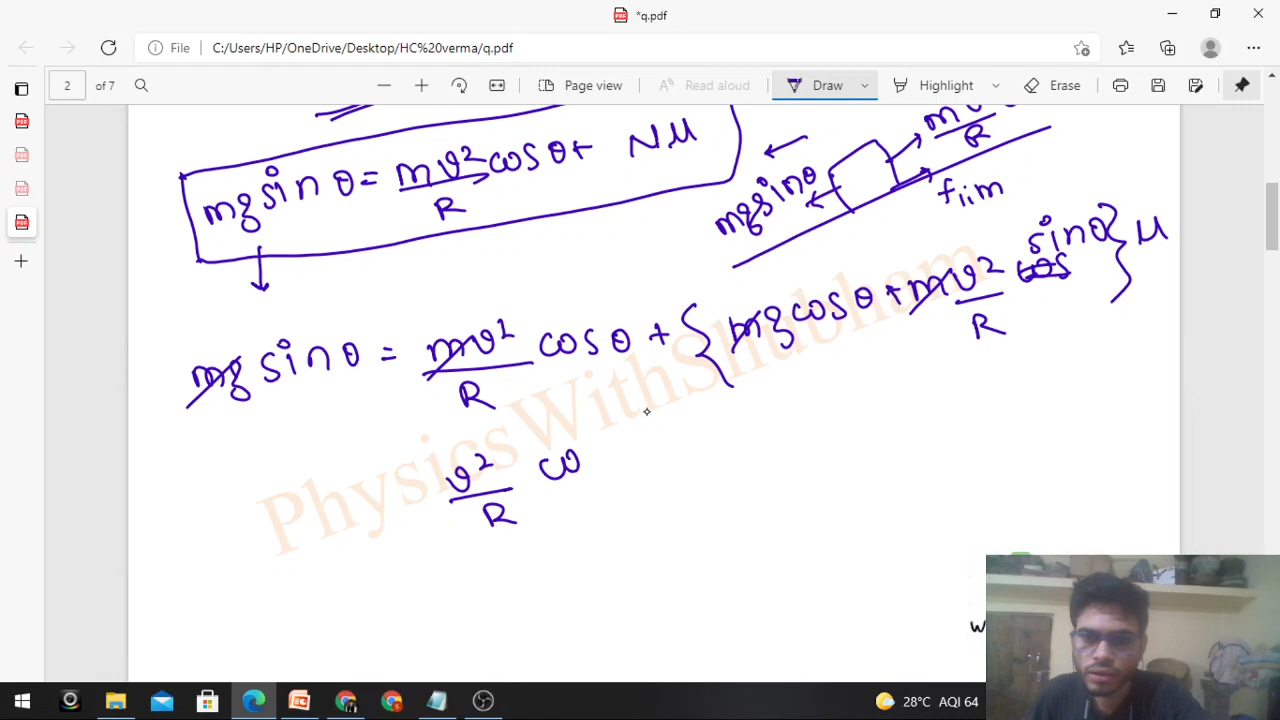 *q.pdf
File C:/Users/HP/OneDrive/Desktop/HC%20verma/q.pdf
2 of 7 Page view Read aloud Draw Highlight Erase
mg sin θ = mv²/R cos θ + Nμ
mg sin θ
mv/R
f lim
mg sin θ = mv²/R cos θ + { mg cos θ + mv²/R sin θ } μ
v²/R co
PhysicsWithShubham
W
28°C AQI 64